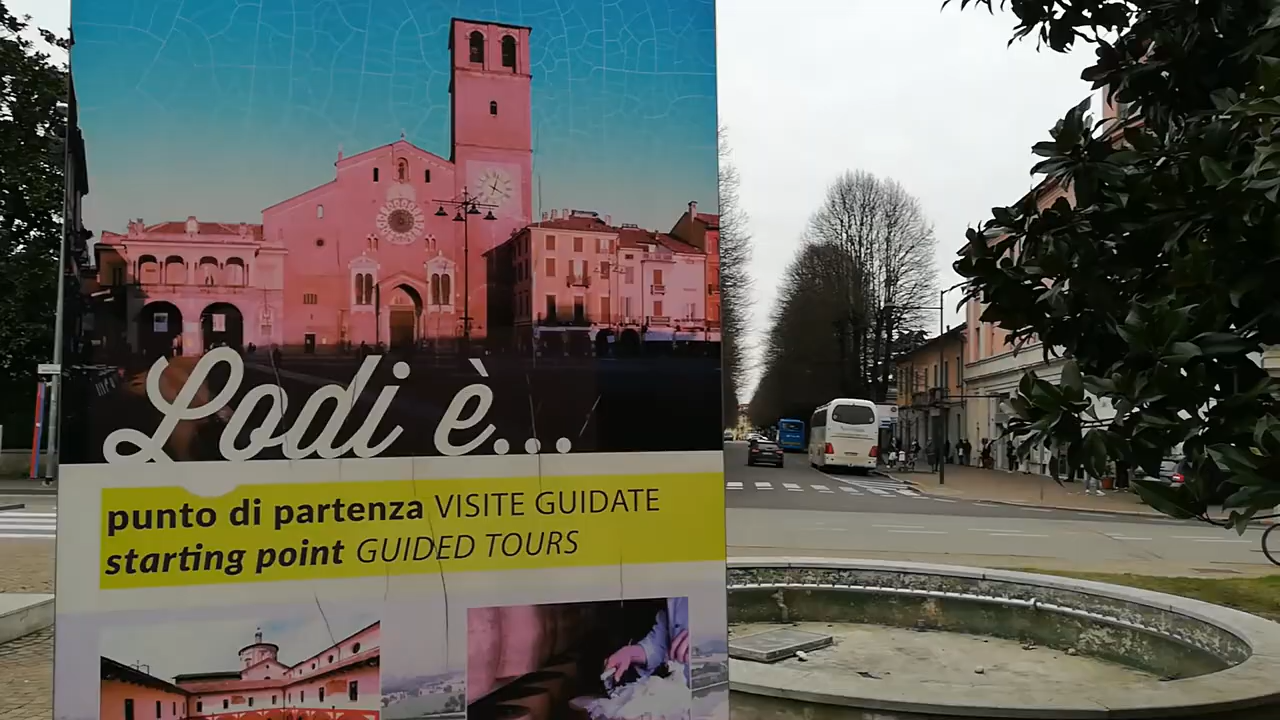 Lodi è...
punto di partenza VISITE GUIDATE
starting point GUIDED TOURS